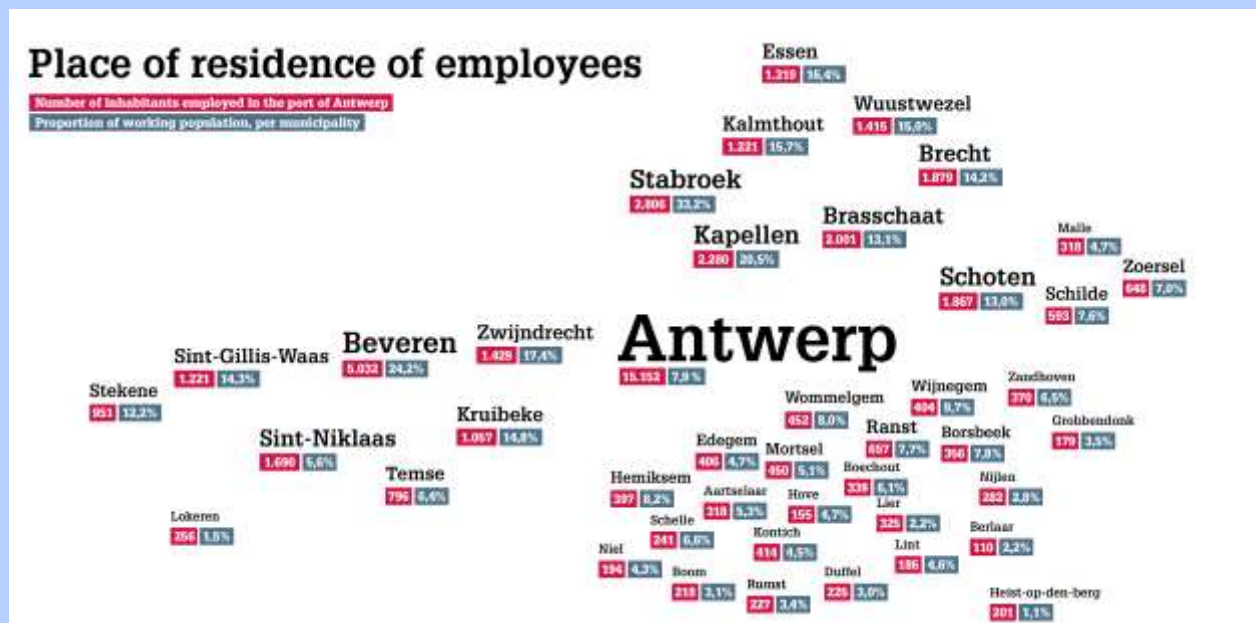 Place of residence of employees
Number of inhabitants employed in the port of Antwerp
Proportion of working population, per municipality
Essen
1.219 16,4%
Wuustwezel
1.415 15,9%
Kalmthout
1.221 15,7%
Brecht
1.879 14,2%
Stabroek
2.806 33,2%
Brasschaat
2.081 13,1%
Kapellen
2.280 20,5%
Malle
318 4,7%
Zoersel
648 7,0%
Schoten
1.867 13,0%
Schilde
593 7,6%
Antwerp
15.152 7,9 %
Zwijndrecht
1.428 17,4%
Beveren
5.032 24,2%
Sint-Gillis-Waas
1.221 14,3%
Stekene
951 12,2%
Kruibeke
1.057 14,8%
Sint-Niklaas
1.690 5,6%
Temse
796 6,4%
Lokeren
256 1,5%
Wommelgem
452 8,0%
Wijnegem
404 9,7%
Zandhoven
370 6,5%
Grobbendonk
179 3,5%
Ranst
657 7,7%
Borsbeek
356 7,8%
Edegem
406 4,7%
Mortsel
450 5,1%
Boechout
339 6,1%
Nijlen
282 2,8%
Hemiksem
397 8,2%
Aartselaar
318 5,3%
Hove
155 4,7%
Lier
325 2,2%
Schelle
241 6,6%
Kontich
414 4,5%
Berlaar
110 2,2%
Lint
186 4,6%
Niel
194 4,3%
Boom
218 3,1%
Rumst
227 3,4%
Duffel
226 3,0%
Heist-op-den-berg
201 1,1%